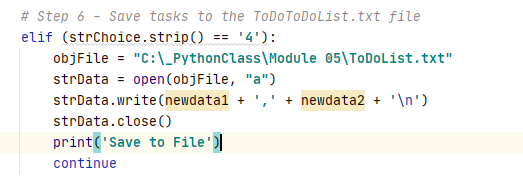 # Step 6 - Save tasks to the ToDoToDoList.txt file
elif (strChoice.strip() == '4'):
    objFile = "C:\_PythonClass\Module 05\ToDoList.txt"
    strData = open(objFile, "a")
    strData.write(newdata1 + ',' + newdata2 + '\n')
    strData.close()
    print('Save to File')
    continue